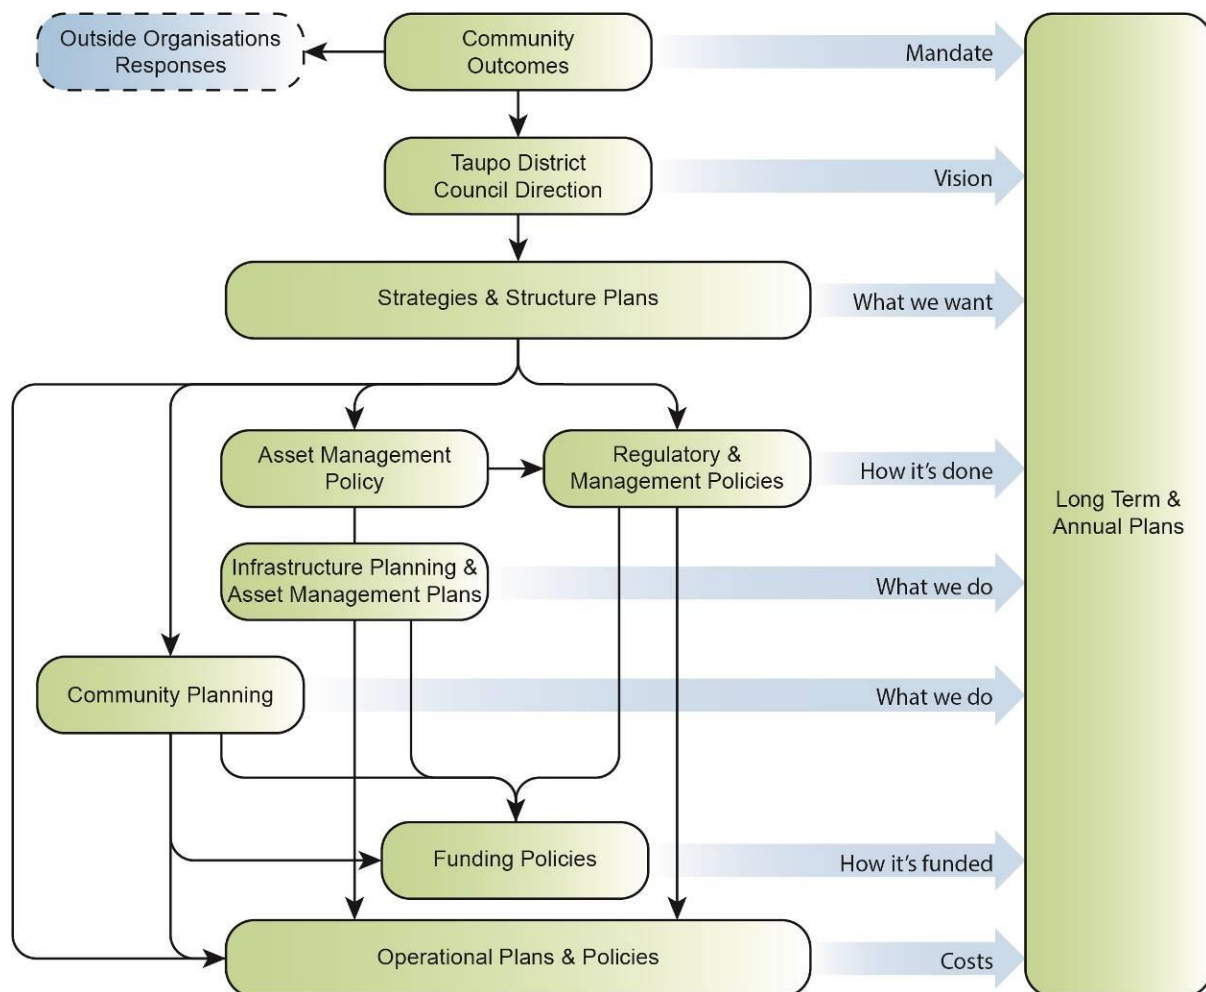 Outside Organisations
Responses
Community
Outcomes
Mandate
Taupo District
Council Direction
Vision
Strategies & Structure Plans
What we want
Asset Management
Policy
Regulatory &
Management Policies
How it's done
Long Term &
Annual Plans
Infrastructure Planning &
Asset Management Plans
What we do
Community Planning
What we do
Funding Policies
How it's funded
Operational Plans & Policies
Costs